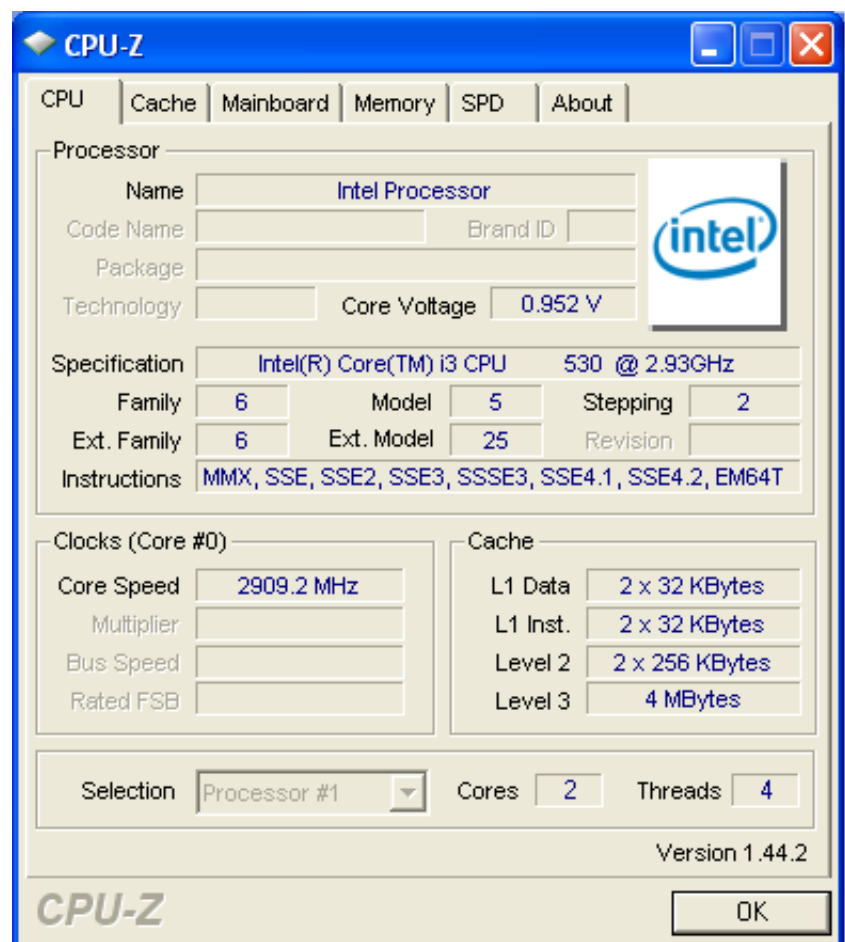 CPU-Z
CPU Cache Mainboard Memory SPD About
Processor
Name Intel Processor
Code Name Brand ID
Package
Technology Core Voltage 0.952 V
intel
Specification Intel(R) Core(TM) i3 CPU 530 @ 2.93GHz
Family 6 Model 5 Stepping 2
Ext. Family 6 Ext. Model 25 Revision
Instructions MMX, SSE, SSE2, SSE3, SSSE3, SSE4.1, SSE4.2, EM64T
Clocks (Core #0)
Core Speed 2909.2 MHz
Multiplier
Bus Speed
Rated FSB
Cache
L1 Data 2 x 32 KBytes
L1 Inst. 2 x 32 KBytes
Level 2 2 x 256 KBytes
Level 3 4 MBytes
Selection Processor #1 Cores 2 Threads 4
Version 1.44.2
CPU-Z OK